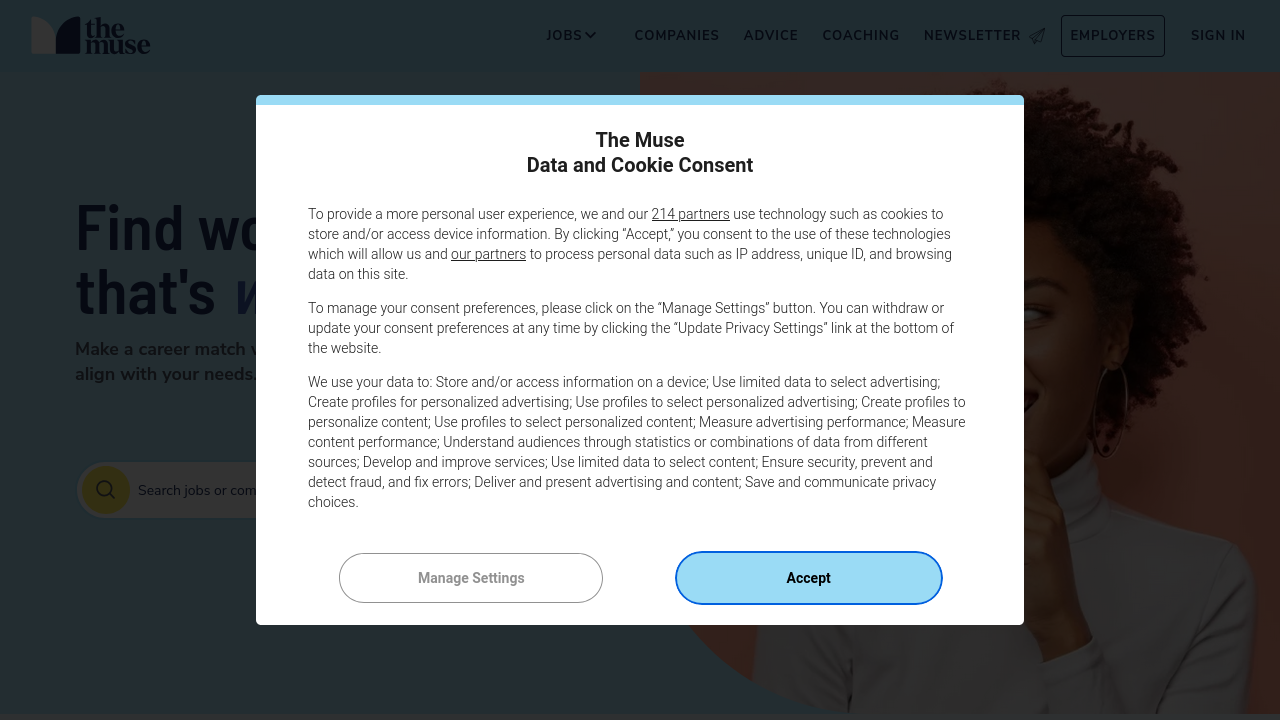 the
muse
JOBS
COMPANIES
ADVICE
COACHING
NEWSLETTER
EMPLOYERS
SIGN IN
Find wo
that's
Make a career match
align with your needs.
Search jobs or com
The Muse
Data and Cookie Consent
To provide a more personal user experience, we and our 214 partners use technology such as cookies to
store and/or access device information. By clicking “Accept,” you consent to the use of these technologies
which will allow us and our partners to process personal data such as IP address, unique ID, and browsing
data on this site.
To manage your consent preferences, please click on the “Manage Settings” button. You can withdraw or
update your consent preferences at any time by clicking the “Update Privacy Settings” link at the bottom of
the website.
We use your data to: Store and/or access information on a device; Use limited data to select advertising;
Create profiles for personalized advertising; Use profiles to select personalized advertising; Create profiles to
personalize content; Use profiles to select personalized content; Measure advertising performance; Measure
content performance; Understand audiences through statistics or combinations of data from different
sources; Develop and improve services; Use limited data to select content; Ensure security, prevent and
detect fraud, and fix errors; Deliver and present advertising and content; Save and communicate privacy
choices.
Manage Settings
Accept